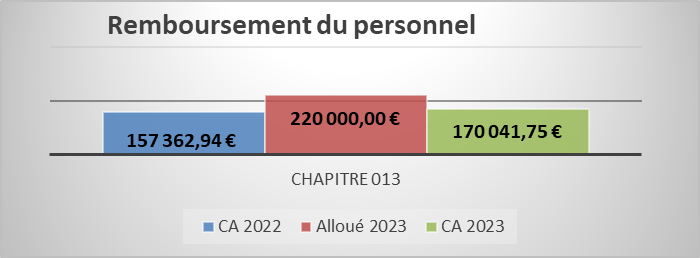 Remboursement du personnel
157 362,94 €
220 000,00 €
170 041,75 €
CHAPITRE 013
CA 2022 Alloué 2023 CA 2023